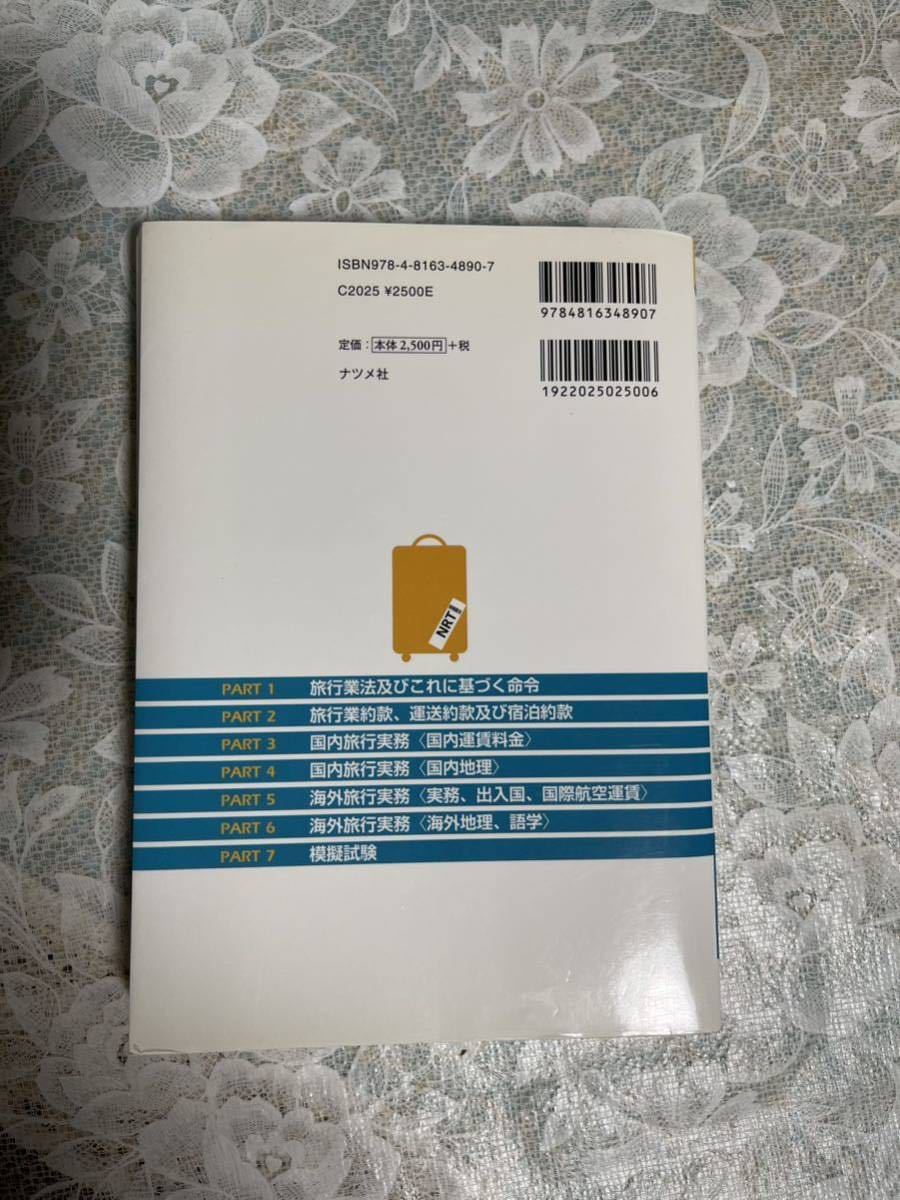 ISBN978-4-8163-4890-7
C2025 ¥2500E
9784816348907
定価：本体2,500円+税
ナツメ社
1922025025006
NRT
PART 1 旅行業法及びこれに基づく命令
PART 2 旅行業約款、運送約款及び宿泊約款
PART 3 国内旅行実務〈国内運賃料金〉
PART 4 国内旅行実務〈国内地理〉
PART 5 海外旅行実務〈実務、出入国、国際航空運賃〉
PART 6 海外旅行実務〈海外地理、語学〉
PART 7 模擬試験